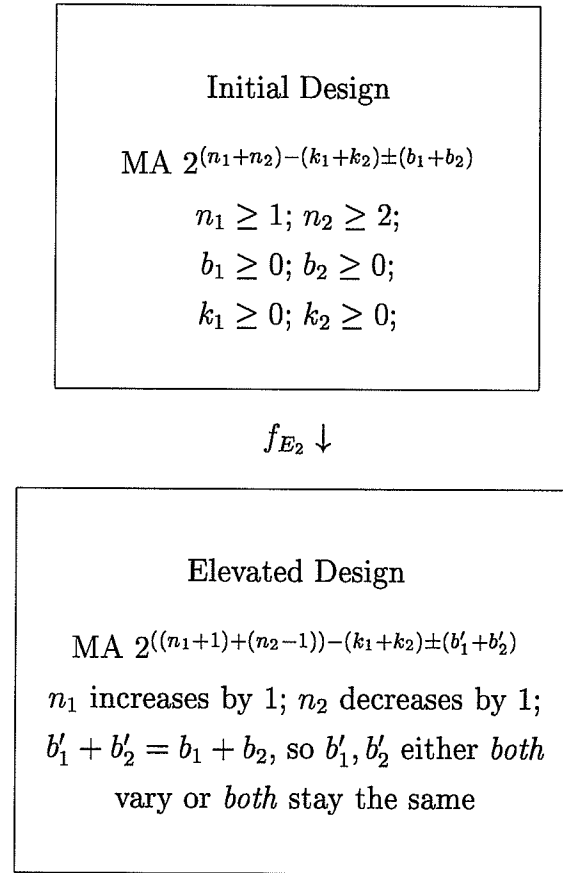 Initial Design
MA 2^{(n_1+n_2)−(k_1+k_2)±(b_1+b_2)}
n_1 ≥ 1; n_2 ≥ 2;
b_1 ≥ 0; b_2 ≥ 0;
k_1 ≥ 0; k_2 ≥ 0;
f_{E_2} ↓
Elevated Design
MA 2^{((n_1+1)+(n_2−1))−(k_1+k_2)±(b′_1+b′_2)}
n_1 increases by 1; n_2 decreases by 1;
b′_1 + b′_2 = b_1 + b_2, so b′_1, b′_2 either both
vary or both stay the same